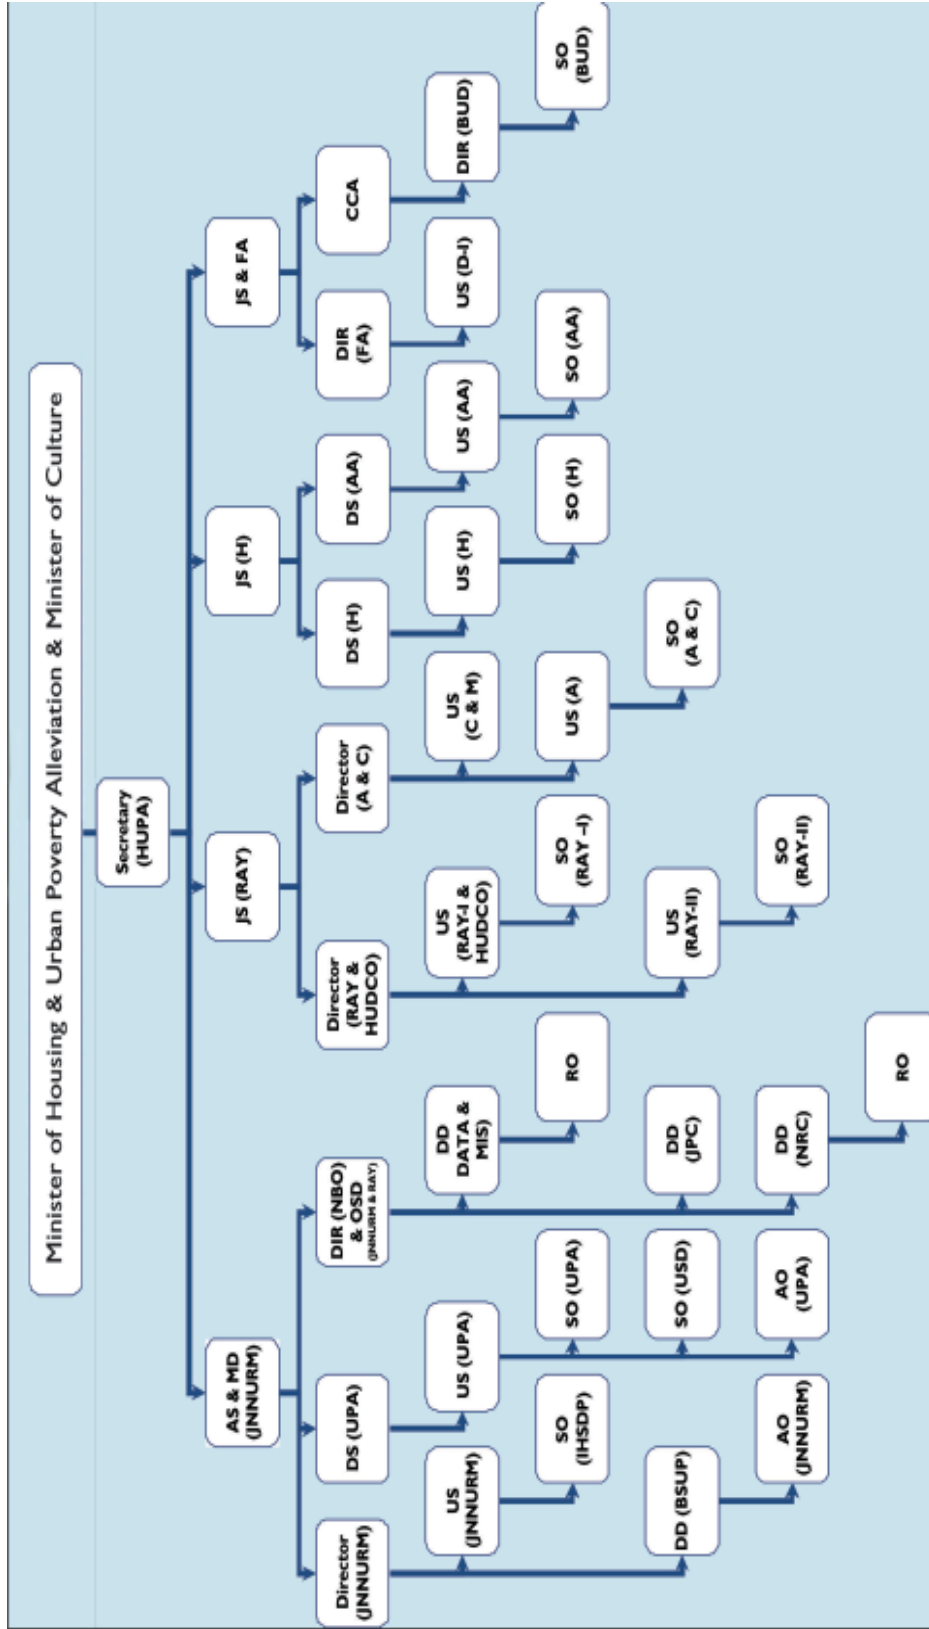 Minister of Housing & Urban Poverty Alleviation & Minister of Culture
Secretary
(HUPA)
AS & MD
(JNNURM)
JS (RAY)
JS (H)
JS & FA
Director
(JNNURM)
DS (UPA)
DIR (NBO)
& OSD
(JNNURM & RAY)
Director
(RAY &
HUDCO)
Director
(A & C)
DS (H)
DS (AA)
DIR
(FA)
CCA
US
(JNNURM)
US (UPA)
DD
DATA &
MIS
US
(RAY-I &
HUDCO)
US
(C & M)
US (H)
US (AA)
US (D-I)
DIR (BUD)
SO
(IHSDP)
SO (UPA)
RO
SO
(RAY –I)
US (A)
SO (H)
SO (AA)
SO
(BUD)
DD (BSUP)
SO (USD)
DD
(JPC)
US
(RAY-II)
SO
(A & C)
AO
(JNNURM)
AO
(UPA)
DD
(NRC)
SO
(RAY-II)
RO